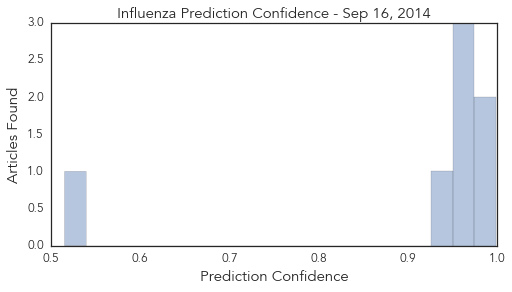 Influenza Prediction Confidence - Sep 16, 2014
Articles Found
3.0
2.5
2.0
1.5
1.0
0.5
0.0
0.5 0.6 0.7 0.8 0.9 1.0
Prediction Confidence